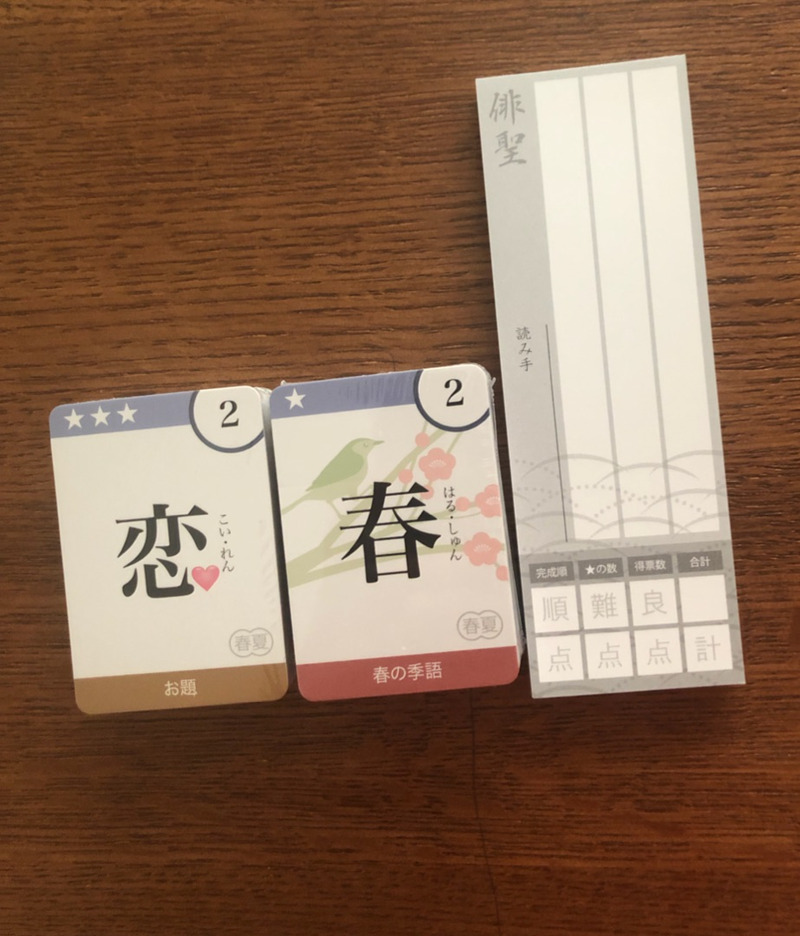 ★★★
2
恋
こい・れん
春夏
お題
★
2
春
はる・しゅん
春夏
春の季語
俳聖
読み手
完成順 ★の数 得票数 合計
順 難 良
点 点 点 計